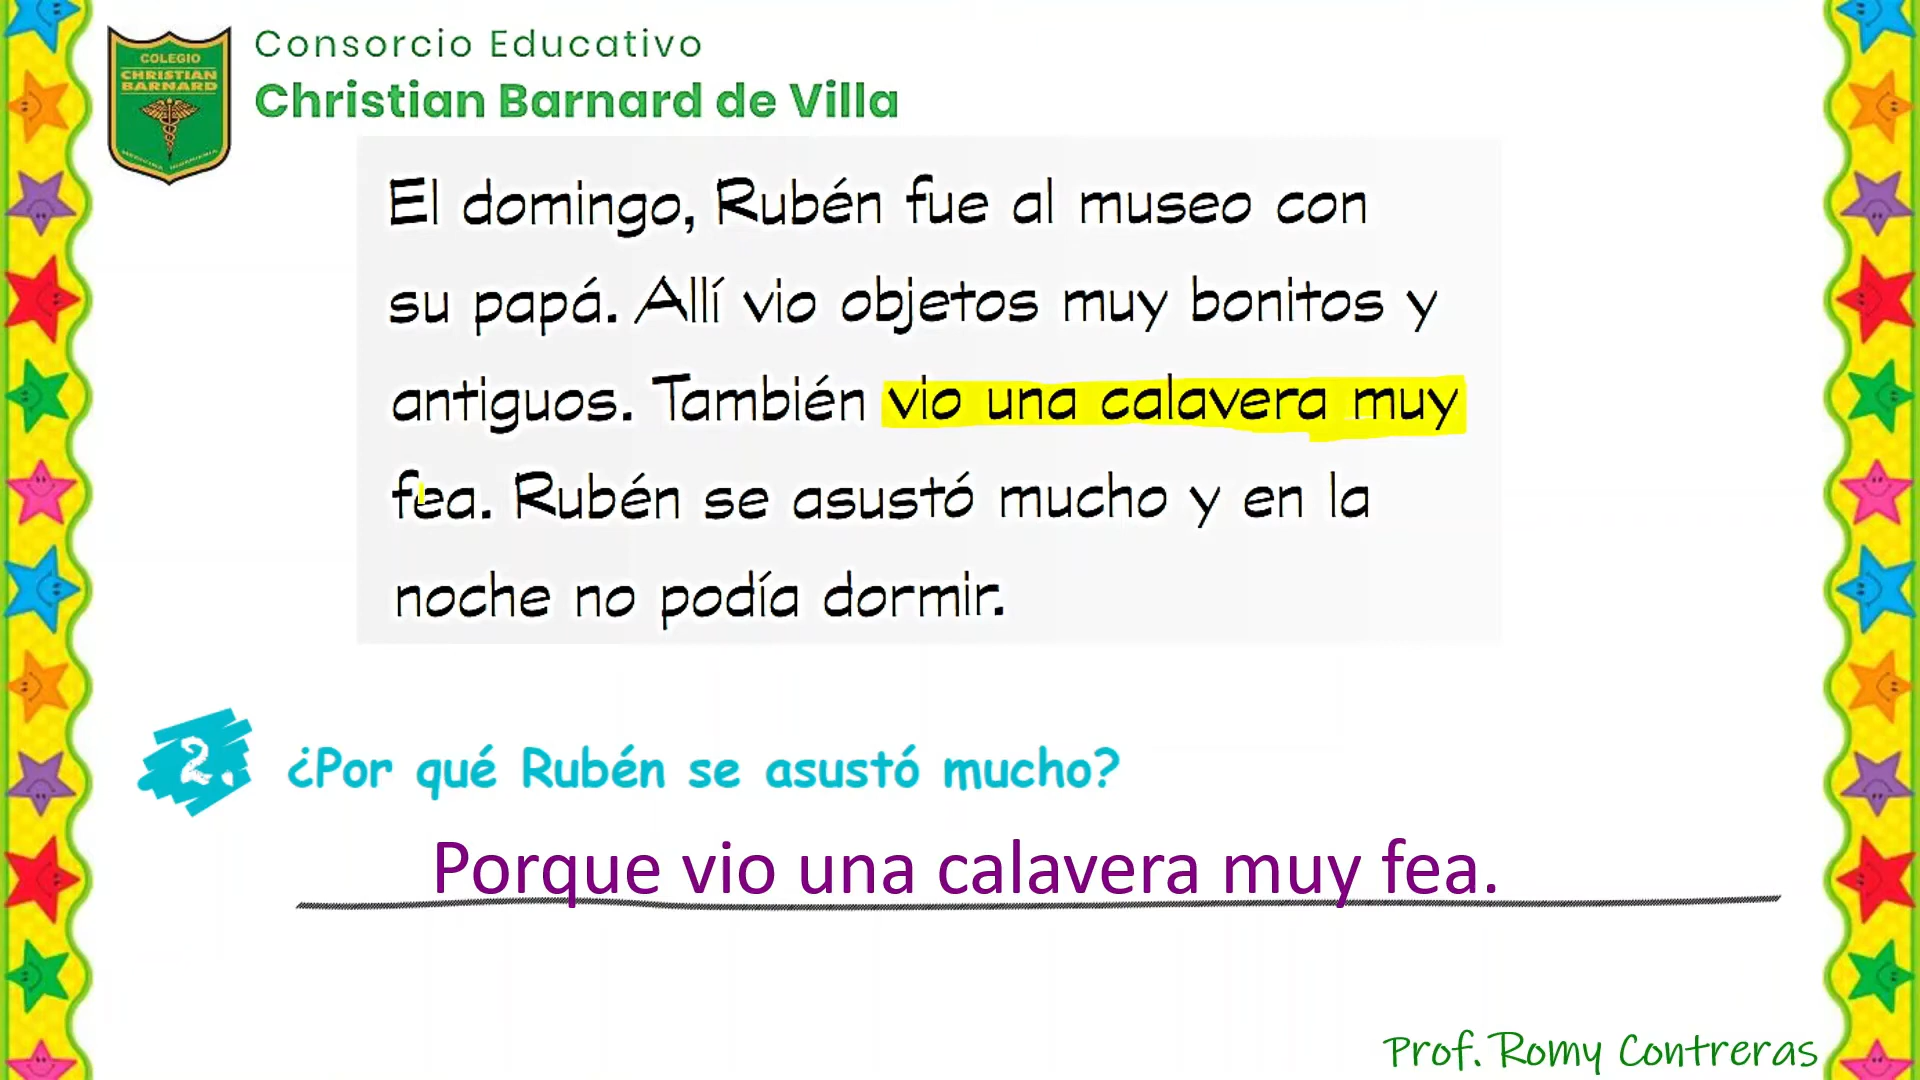 COLEGIO
CHRISTIAN
BARNARD
Consorcio Educativo
Christian Barnard de Villa
El domingo, Rubén fue al museo con
su papá. Allí vio objetos muy bonitos y
antiguos. También vio una calavera muy
fea. Rubén se asustó mucho y en la
noche no podía dormir.
2. ¿Por qué Rubén se asustó mucho?
Porque vio una calavera muy fea.
Prof. Romy Contreras